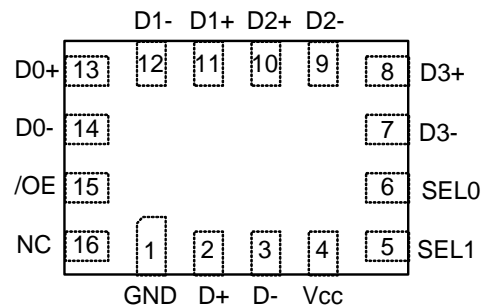 D1- D1+ D2+ D2-
D0+ 13 12 11 10 9 8 D3+
D0- 14 7 D3-
/OE 15 6 SEL0
NC 16 1 2 3 4 5 SEL1
GND D+ D- Vcc